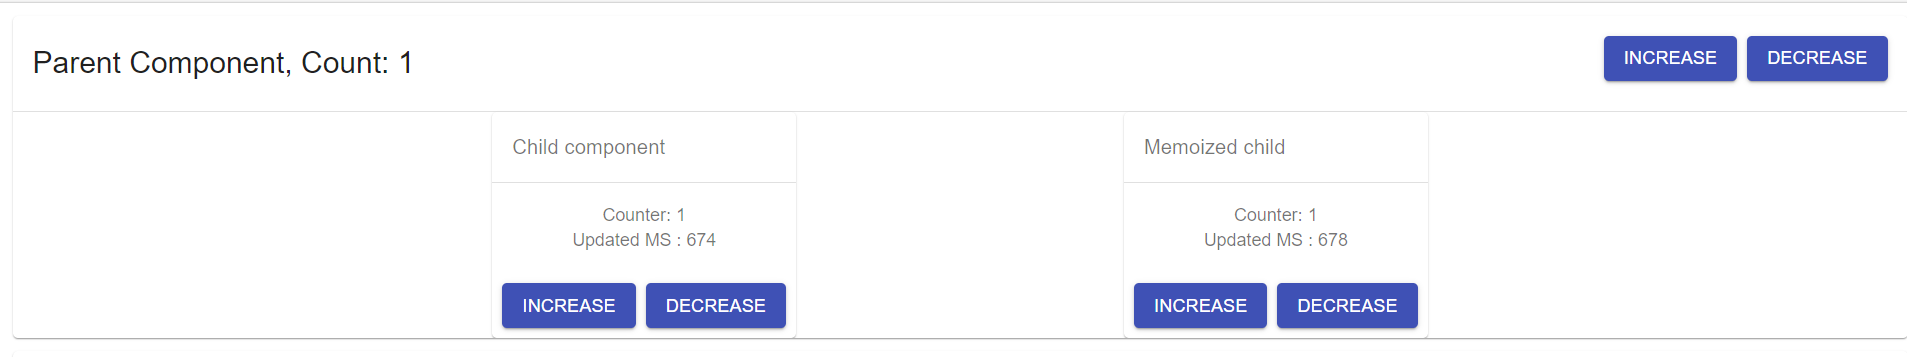 Parent Component, Count: 1
INCREASE DECREASE
Child component
Counter: 1
Updated MS : 674
INCREASE DECREASE
Memoized child
Counter: 1
Updated MS : 678
INCREASE DECREASE